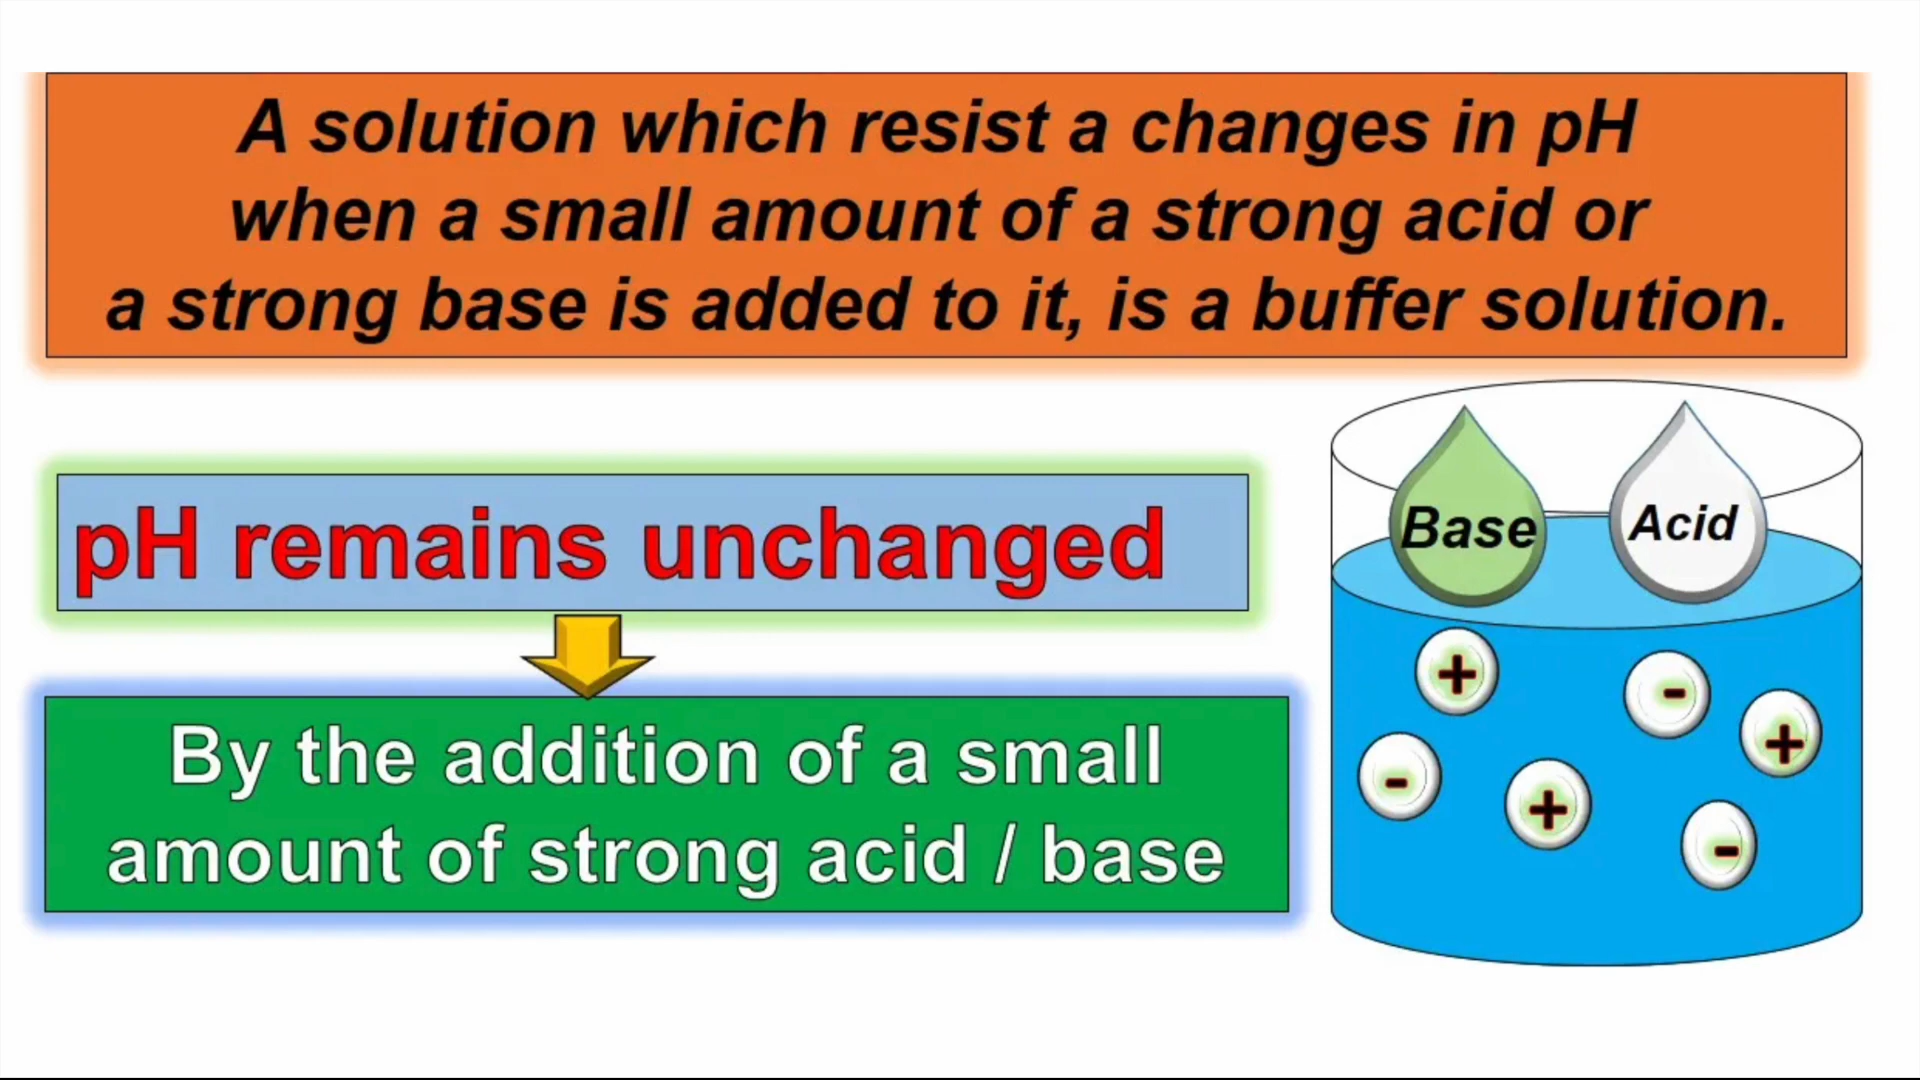 A solution which resist a changes in pH
when a small amount of a strong acid or
a strong base is added to it, is a buffer solution.
pH remains unchanged
By the addition of a small
amount of strong acid / base
Base
Acid
+
-
+
-
+
-